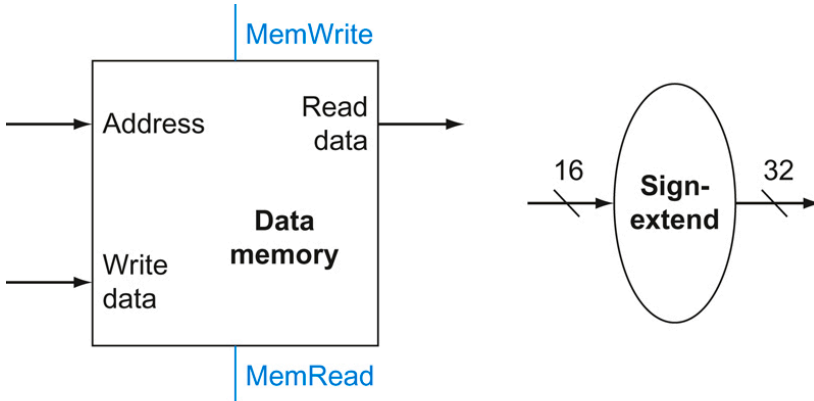 MemWrite
Address
Read
data
Data
memory
Write
data
MemRead
16
Sign-
extend
32